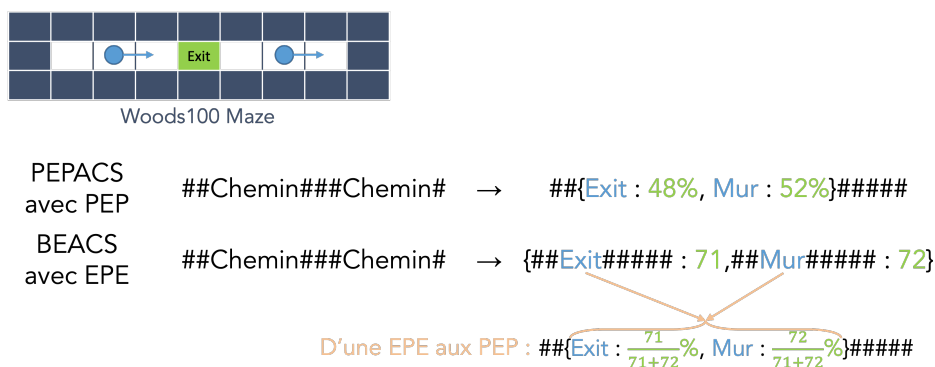 Exit
Woods100 Maze
PEPACS
avec PEP
##Chemin###Chemin# → ##{Exit : 48%, Mur : 52%}#####
BEACS
avec EPE
##Chemin###Chemin# → {##Exit##### : 71,##Mur##### : 72}
D'une EPE aux PEP : ##{Exit : 71/71+72%, Mur : 72/71+72%}#####